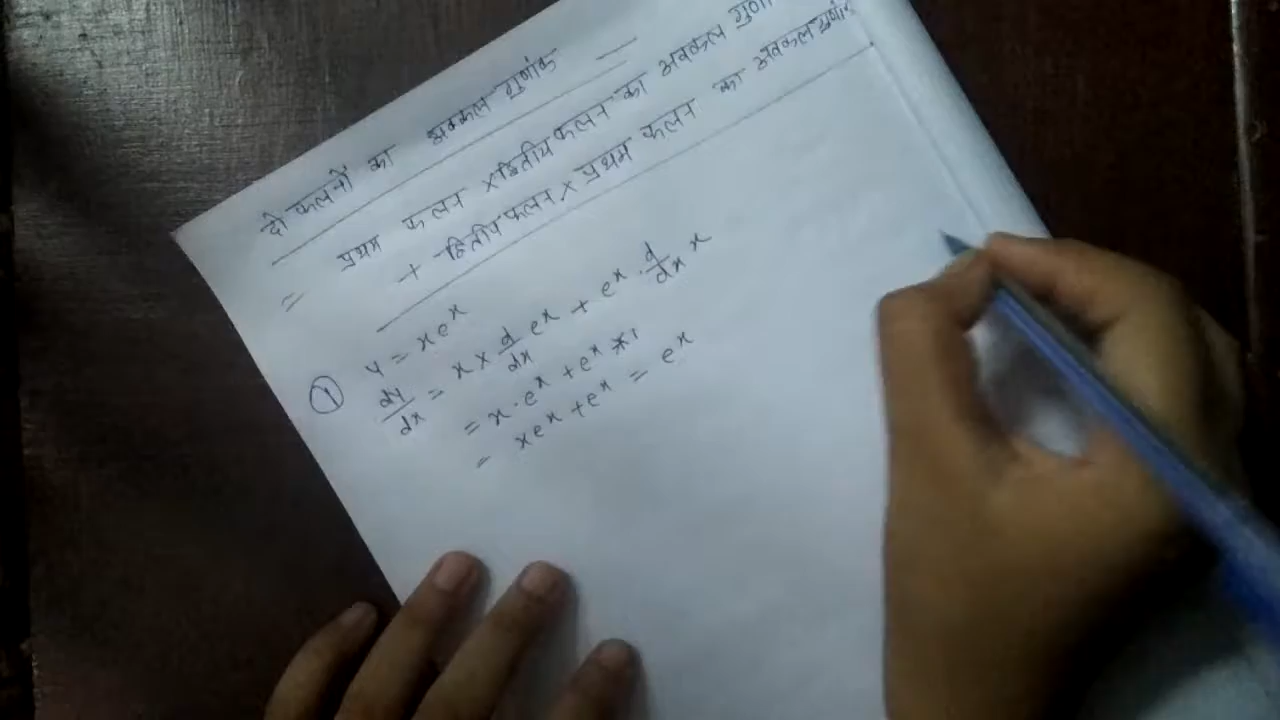 दो फलनों का अवकल गुणांक —
= प्रथम फलन × द्वितीय फलन का अवकल
+ द्वितीय फलन × प्रथम फलन का अवकल गुणांक
① y = xeˣ
dy/dx = x × d/dx eˣ + eˣ · d/dx x
= x · eˣ + eˣ × 1
= xeˣ + eˣ = eˣ